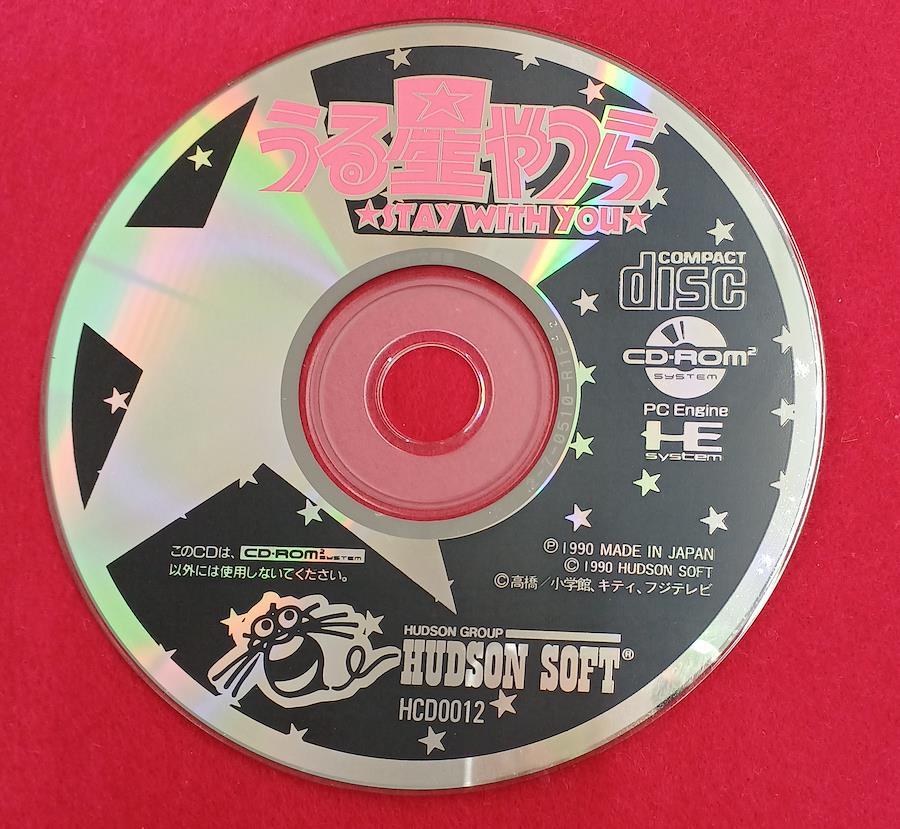 うる星やつら
★STAY WITH YOU★
COMPACT
disc
CD-ROM²
SYSTEM
PC Engine
HE
system
Ⓟ 1990 MADE IN JAPAN
© 1990 HUDSON SOFT
©高橋／小学館、キティ、フジテレビ
このCDは、CD-ROM² SYSTEM
以外には使用しないでください。
HUDSON GROUP
HUDSON SOFT®
HCD0012